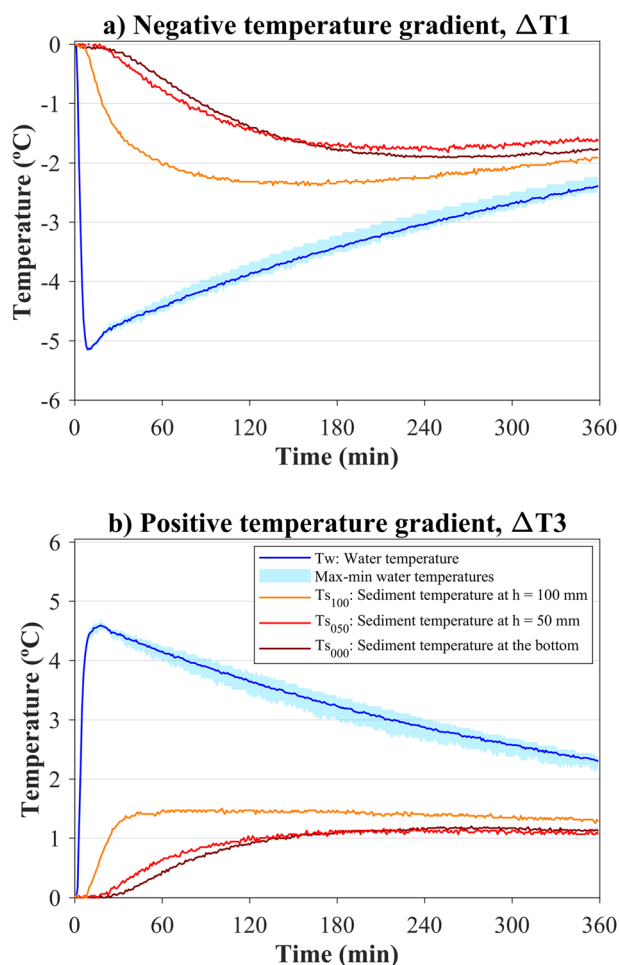 a) Negative temperature gradient, ΔT1
0
-1
-2
-3
-4
-5
-6
Temperature (ºC)
0 60 120 180 240 300 360
Time (min)
b) Positive temperature gradient, ΔT3
6
5
4
3
2
1
0
Temperature (ºC)
Tw: Water temperature
Max-min water temperatures
Ts100: Sediment temperature at h = 100 mm
Ts050: Sediment temperature at h = 50 mm
Ts000: Sediment temperature at the bottom
0 60 120 180 240 300 360
Time (min)